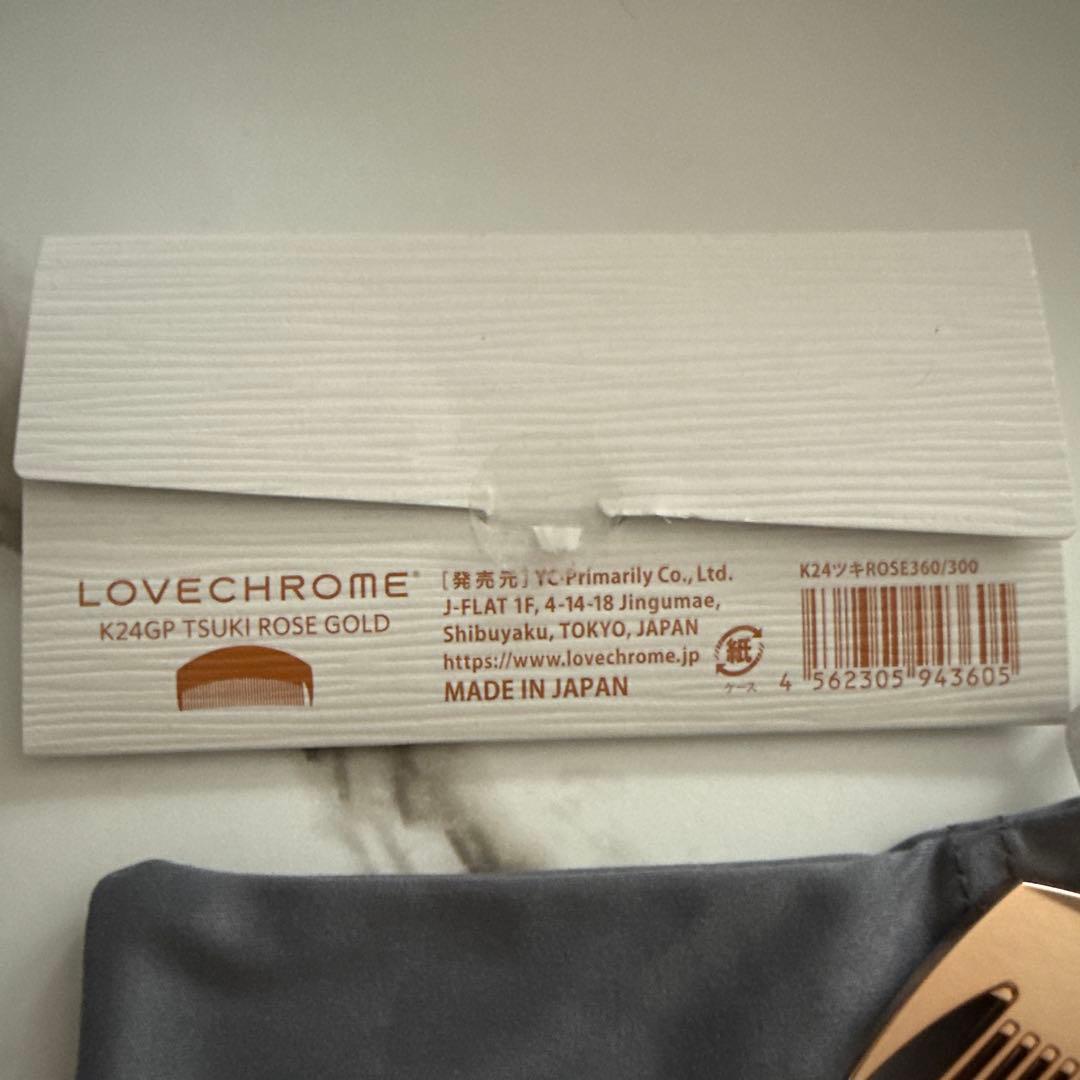 LOVECHROME®
K24GP TSUKI ROSE GOLD
[発売元] YC.Primarily Co., Ltd.
J-FLAT 1F, 4-14-18 Jingumae,
Shibuyaku, TOKYO, JAPAN
https://www.lovechrome.jp
MADE IN JAPAN
紙
ケース
K24ツキROSE360/300
4 562305 943605